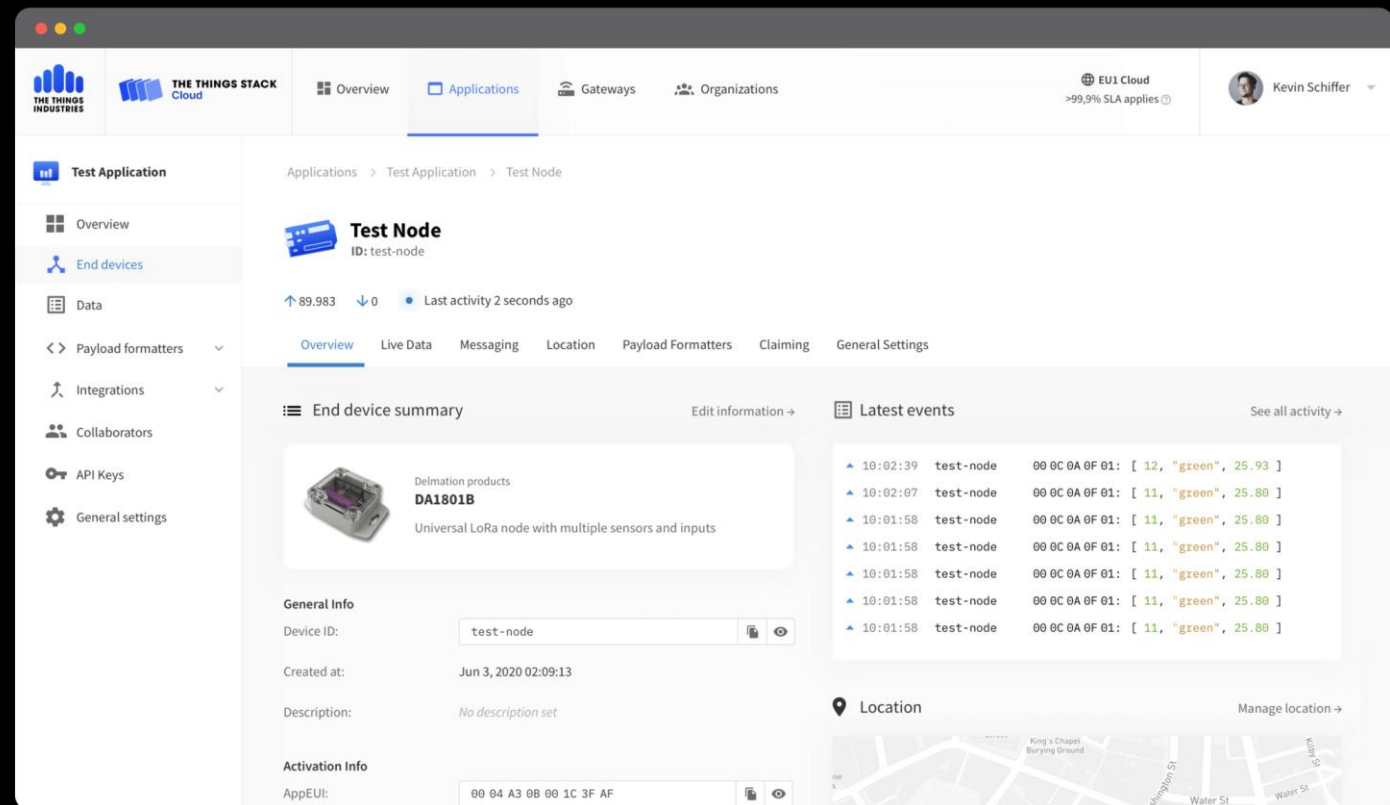 THE THINGS INDUSTRIES
THE THINGS STACK
Cloud
Overview
Applications
Gateways
Organizations
EU1 Cloud
>99,9% SLA applies
Kevin Schiffer
Test Application
Overview
End devices
Data
Payload formatters
Integrations
Collaborators
API Keys
General settings
Applications > Test Application > Test Node
Test Node
ID: test-node
89.983 0 Last activity 2 seconds ago
Overview Live Data Messaging Location Payload Formatters Claiming General Settings
End device summary Edit information →
Delmation products
DA1801B
Universal LoRa node with multiple sensors and inputs
General Info
Device ID: test-node
Created at: Jun 3, 2020 02:09:13
Description: No description set
Activation Info
AppEUI: 00 04 A3 0B 00 1C 3F AF
Latest events See all activity →
10:02:39 test-node 00 0C 0A 0F 01: [ 12, "green", 25.93 ]
10:02:07 test-node 00 0C 0A 0F 01: [ 11, "green", 25.80 ]
10:01:58 test-node 00 0C 0A 0F 01: [ 11, "green", 25.80 ]
10:01:58 test-node 00 0C 0A 0F 01: [ 11, "green", 25.80 ]
10:01:58 test-node 00 0C 0A 0F 01: [ 11, "green", 25.80 ]
10:01:58 test-node 00 0C 0A 0F 01: [ 11, "green", 25.80 ]
10:01:58 test-node 00 0C 0A 0F 01: [ 11, "green", 25.80 ]
Location Manage location →
King's Chapel
Burying Ground
Kilby St
Water St
Water St